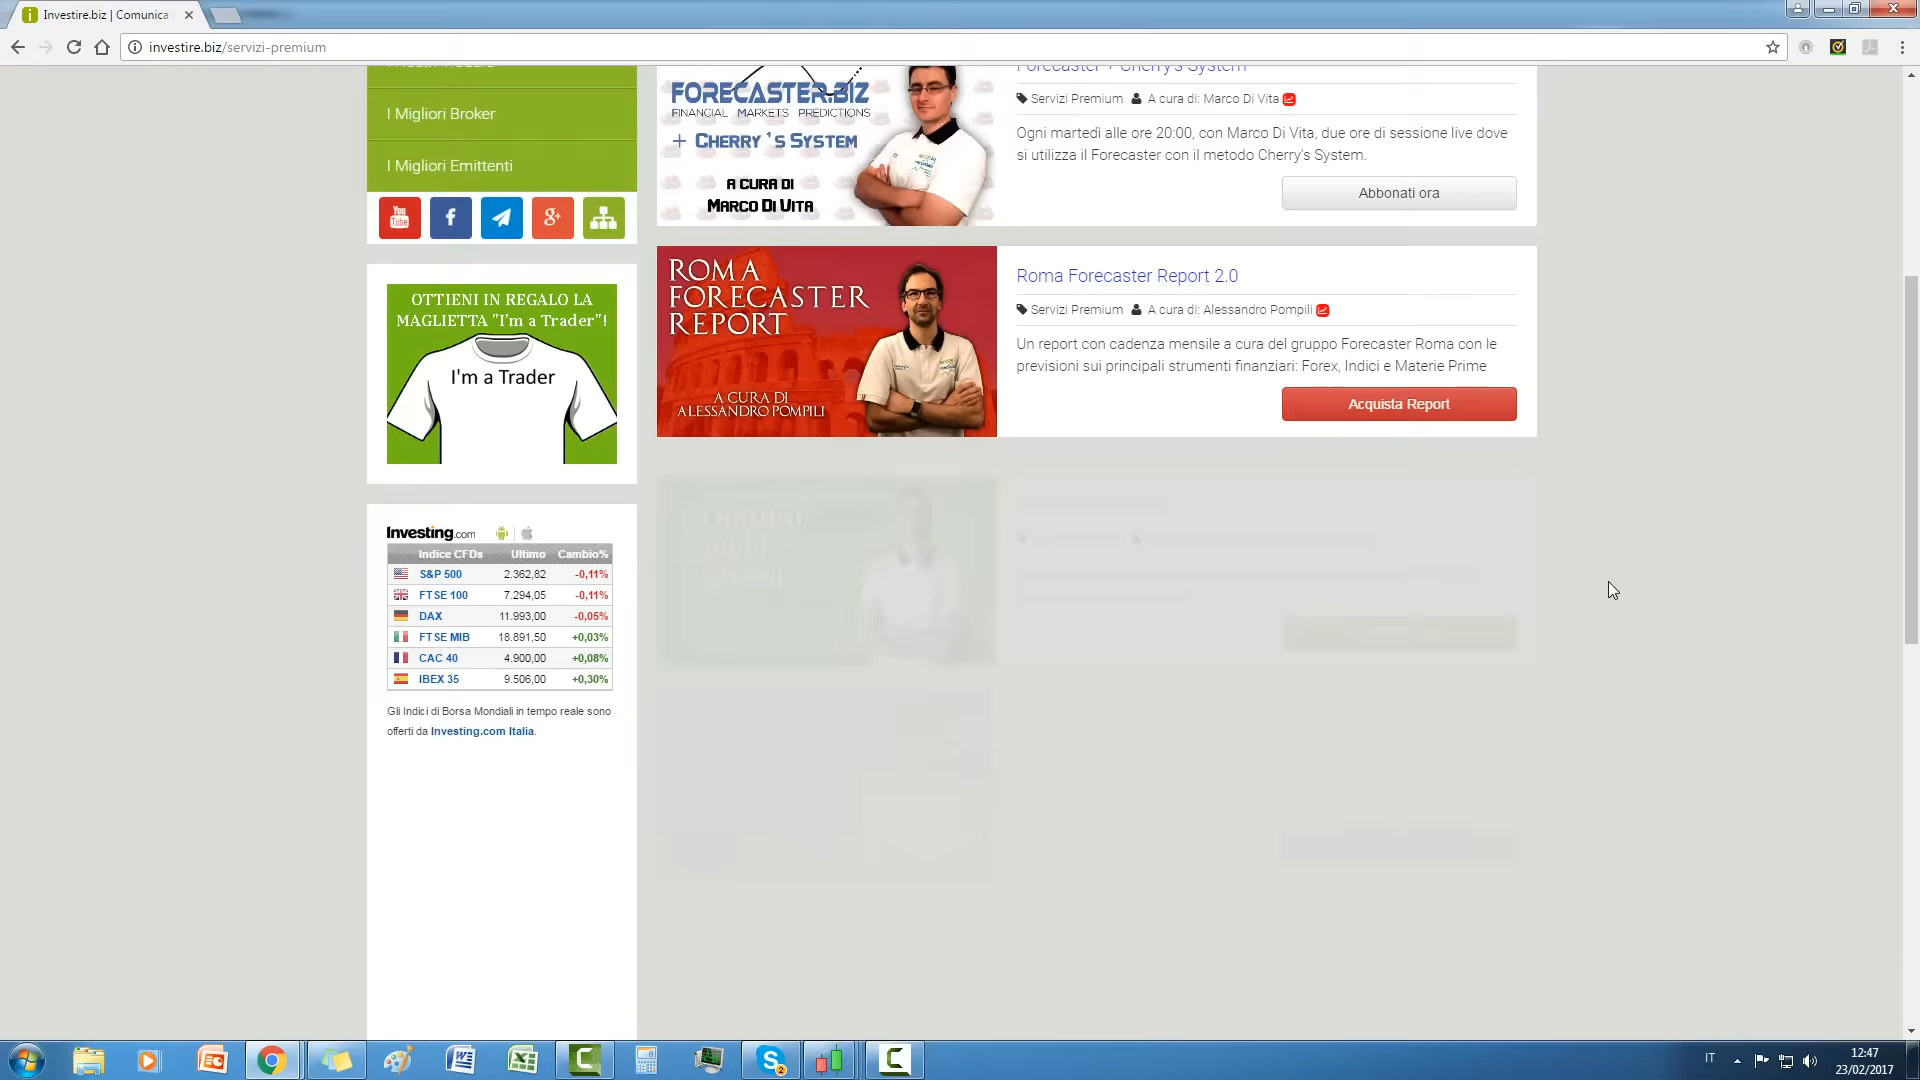 Investire.biz | Comunica
investire.biz/servizi-premium
I Migliori Broker
I Migliori Emittenti
You
Tube
f
g+
OTTIENI IN REGALO LA
MAGLIETTA "I'm a Trader"!
I'm a Trader
Investing.com
Indice CFDs Ultimo Cambio%
S&P 500 2.362,82 -0,11%
FTSE 100 7.294,05 -0,11%
DAX 11.993,00 -0,05%
FTSE MIB 18.891,50 +0,03%
CAC 40 4.900,00 +0,08%
IBEX 35 9.506,00 +0,30%
Gli Indici di Borsa Mondiali in tempo reale sono
offerti da Investing.com Italia.
FORECASTER.BIZ
FINANCIAL MARKETS PREDICTIONS
+ CHERRY'S SYSTEM
A CURA DI
MARCO DI VITA
Forecaster + Cherry's System
Servizi Premium A cura di: Marco Di Vita
Ogni martedì alle ore 20:00, con Marco Di Vita, due ore di sessione live dove
si utilizza il Forecaster con il metodo Cherry's System.
Abbonati ora
ROMA
FORECASTER
REPORT
A CURA DI
ALESSANDRO POMPILI
Roma Forecaster Report 2.0
Servizi Premium A cura di: Alessandro Pompili
Un report con cadenza mensile a cura del gruppo Forecaster Roma con le
previsioni sui principali strumenti finanziari: Forex, Indici e Materie Prime
Acquista Report
IT
12:47
23/02/2017